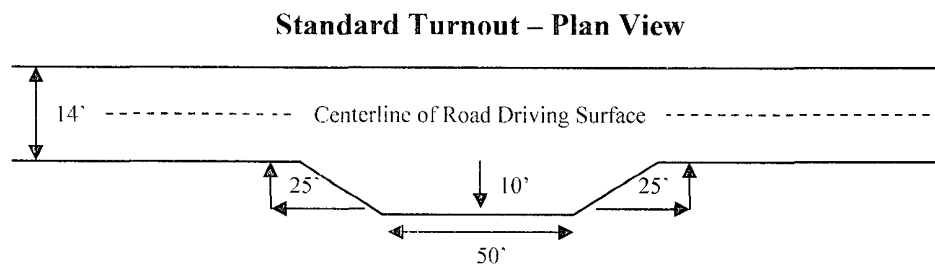 Standard Turnout – Plan View
14'
Centerline of Road Driving Surface
25'
10'
25'
50'